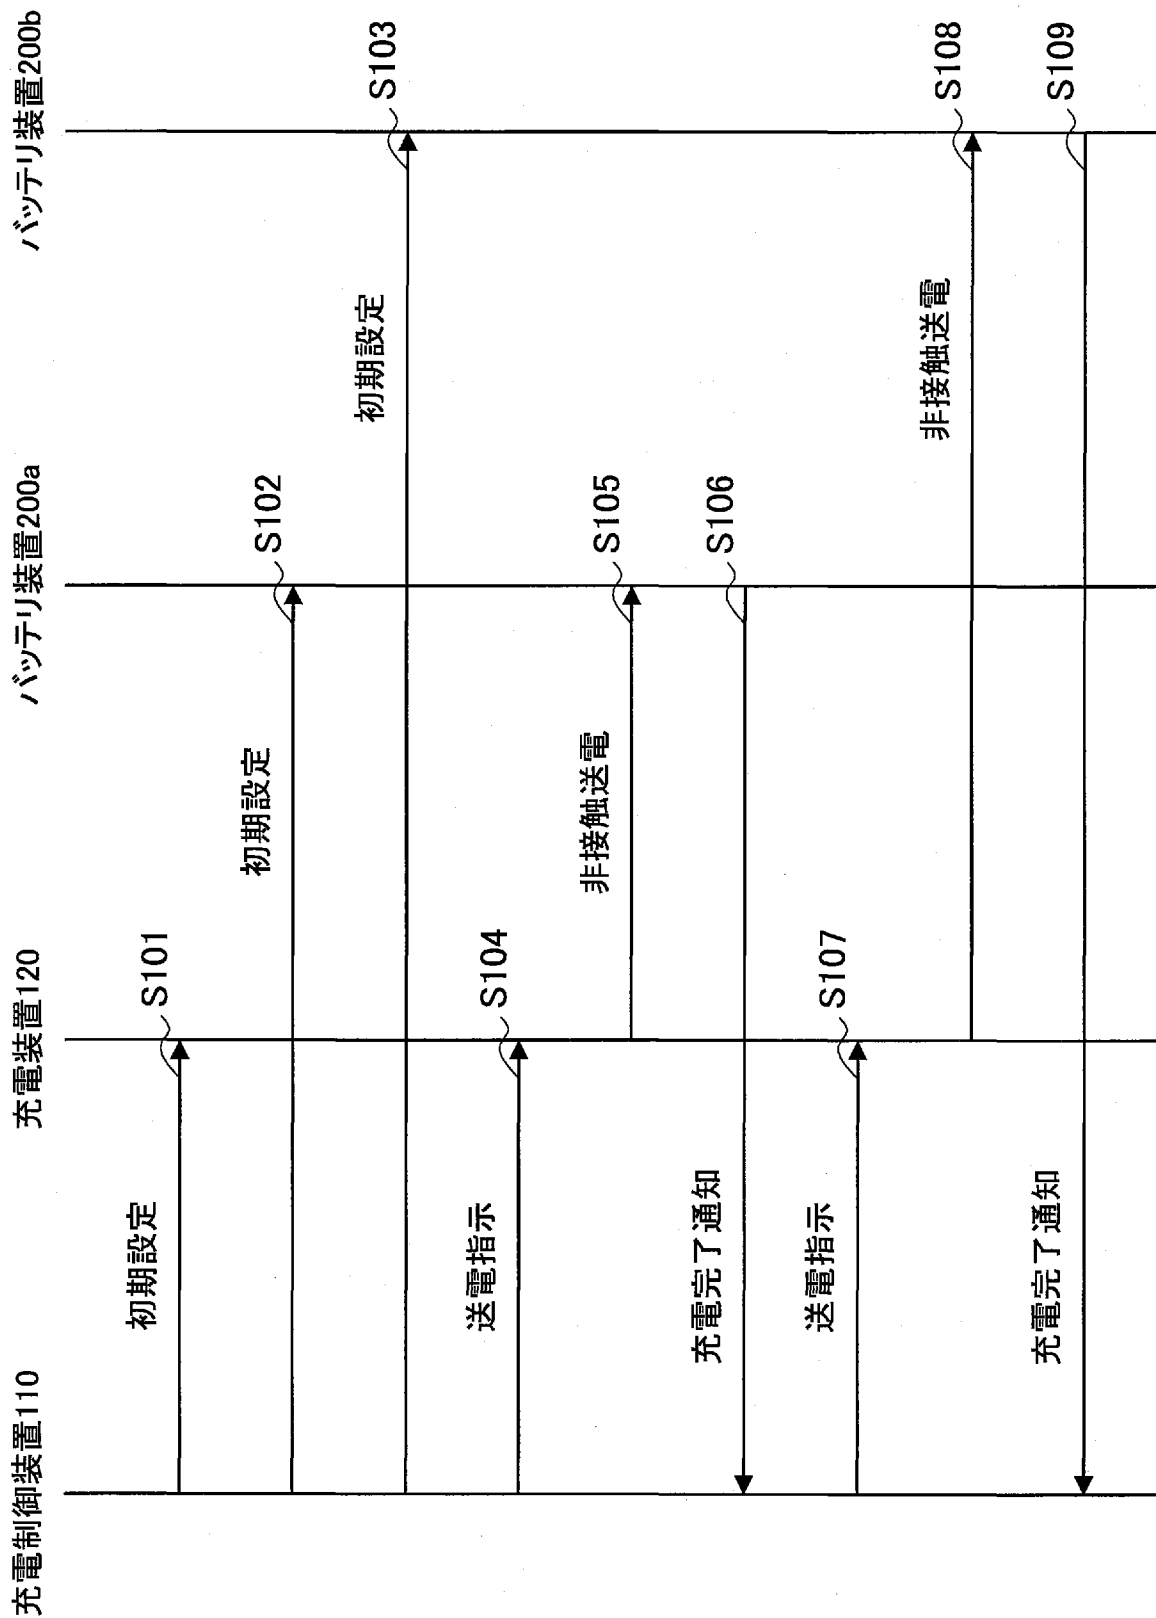 充電制御装置110
充電装置120
バッテリ装置200a
バッテリ装置200b
初期設定
S101
初期設定
S102
初期設定
S103
送電指示
S104
非接触送電
S105
充電完了通知
S106
送電指示
S107
非接触送電
S108
充電完了通知
S109